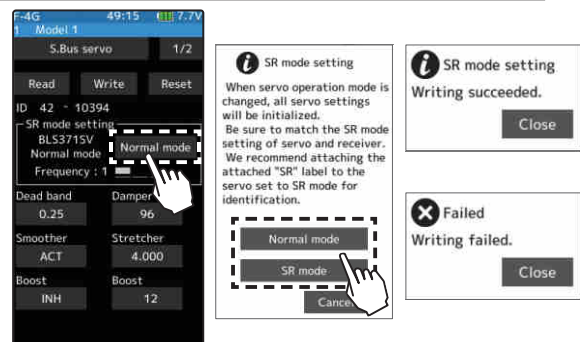 F-4G 49:15 7.7V
1 Model 1
S.Bus servo 1/2
Read Write Reset
ID 42 - 10394
SR mode setting
BLS371SV
Normal mode
Normal mode
Frequency : 1
Dead band Damper
0.25 96
Smoother Stretcher
ACT 4.000
Boost Boost
INH 12
SR mode setting
When servo operation mode is
changed, all servo settings
will be initialized.
Be sure to match the SR mode
setting of servo and receiver.
We recommend attaching the
attached "SR" label to the
servo set to SR mode for
identification.
Normal mode
SR mode
Cancel
SR mode setting
Writing succeeded.
Close
Failed
Writing failed.
Close